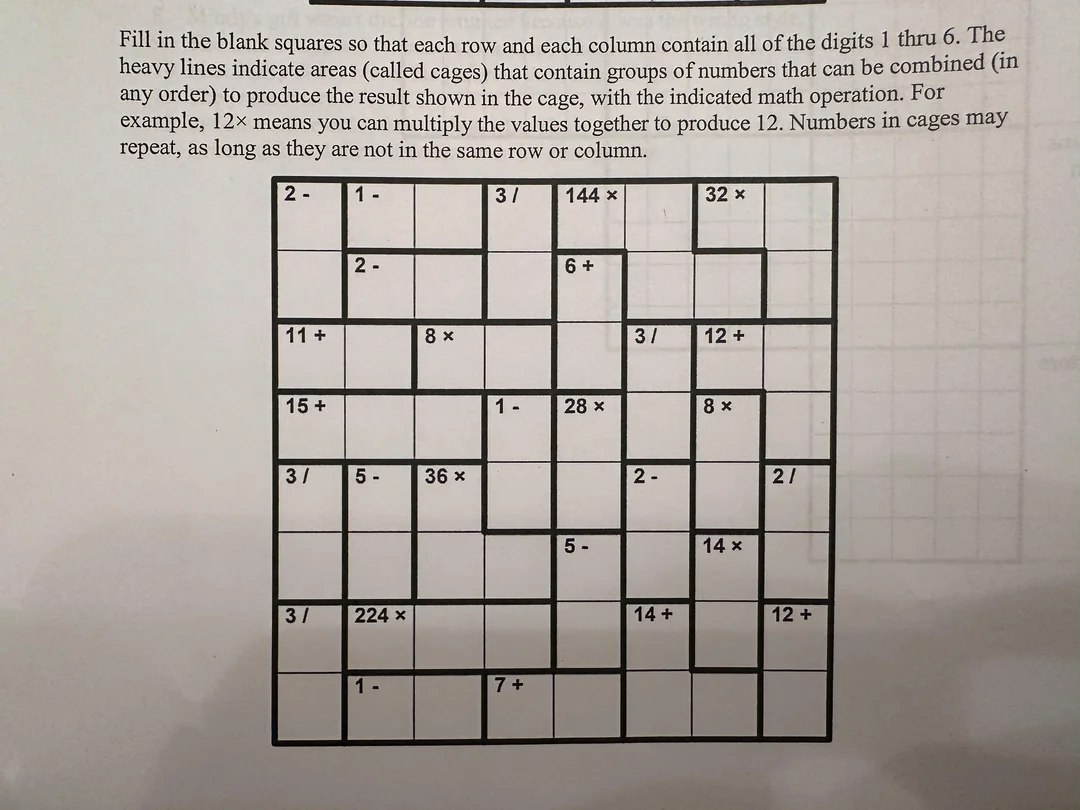 Fill in the blank squares so that each row and each column contain all of the digits 1 thru 6. The
heavy lines indicate areas (called cages) that contain groups of numbers that can be combined (in
any order) to produce the result shown in the cage, with the indicated math operation. For
example, 12× means you can multiply the values together to produce 12. Numbers in cages may
repeat, as long as they are not in the same row or column.
2 - 1 - 3 / 144 × 32 ×
2 - 6 +
11 + 8 × 3 / 12 +
15 + 1 - 28 × 8 ×
3 / 5 - 36 × 2 - 2 /
5 - 14 ×
3 / 224 × 14 + 12 +
1 - 7 +